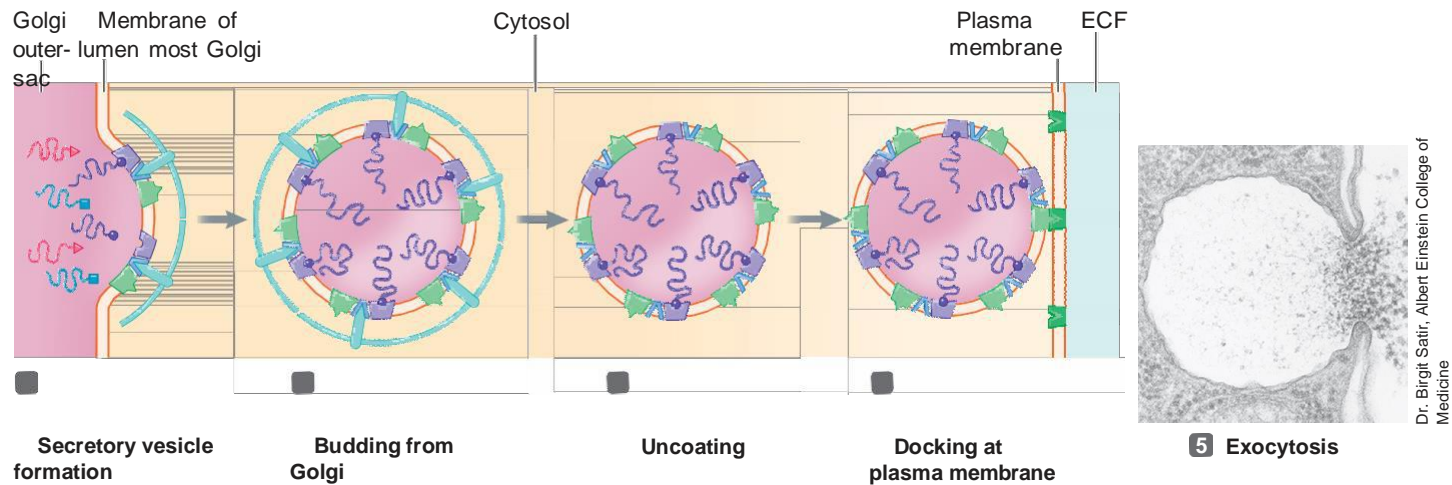 Golgi Membrane of
outer- lumen most Golgi
sac
Cytosol
Plasma
membrane
ECF
Dr. Birgit Satir, Albert Einstein College of
Medicine
Secretory vesicle
formation
Budding from
Golgi
Uncoating
Docking at
plasma membrane
5 Exocytosis